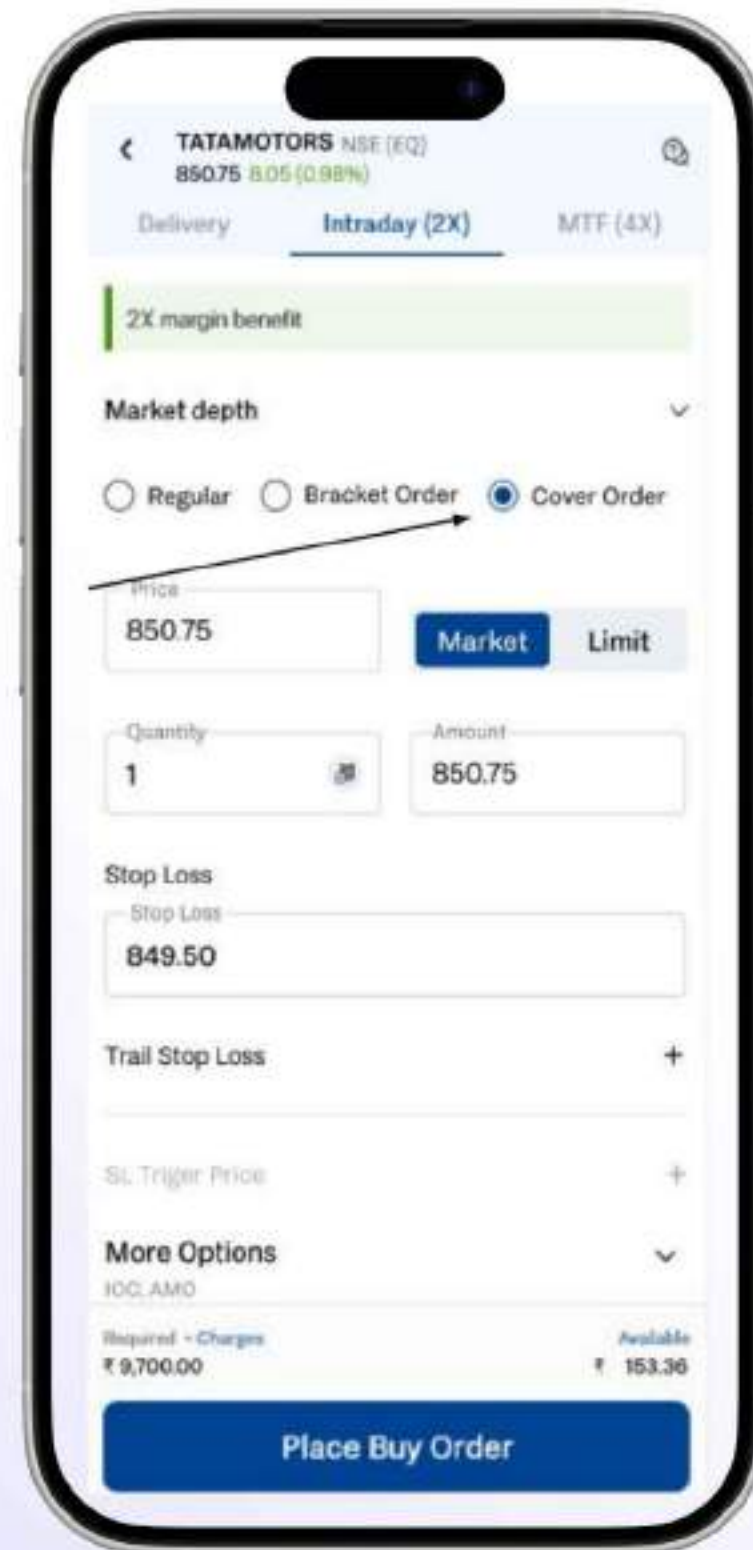 TATAMOTORS NSE (EQ)
850.75 8.05 (0.98%)
Delivery Intraday (2X) MTF (4X)
2X margin benefit
Market depth
Regular Bracket Order Cover Order
Price
850.75
Market Limit
Quantity Amount
1 850.75
Stop Loss
Stop Loss
849.50
Trail Stop Loss +
SL Triger Price +
More Options
IOC, AMO
Required - Charges Available
₹ 9,700.00 ₹ 153.36
Place Buy Order